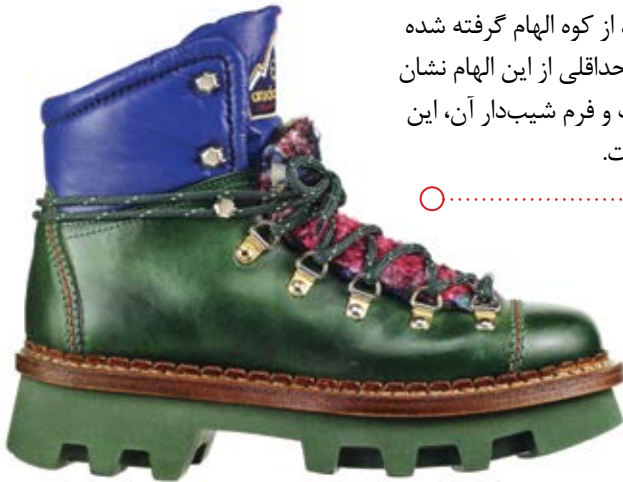 از کوه الهام گرفته شده
حداقلی از این الهام نشان
و فرم شیب‌دار آن، این
ت.